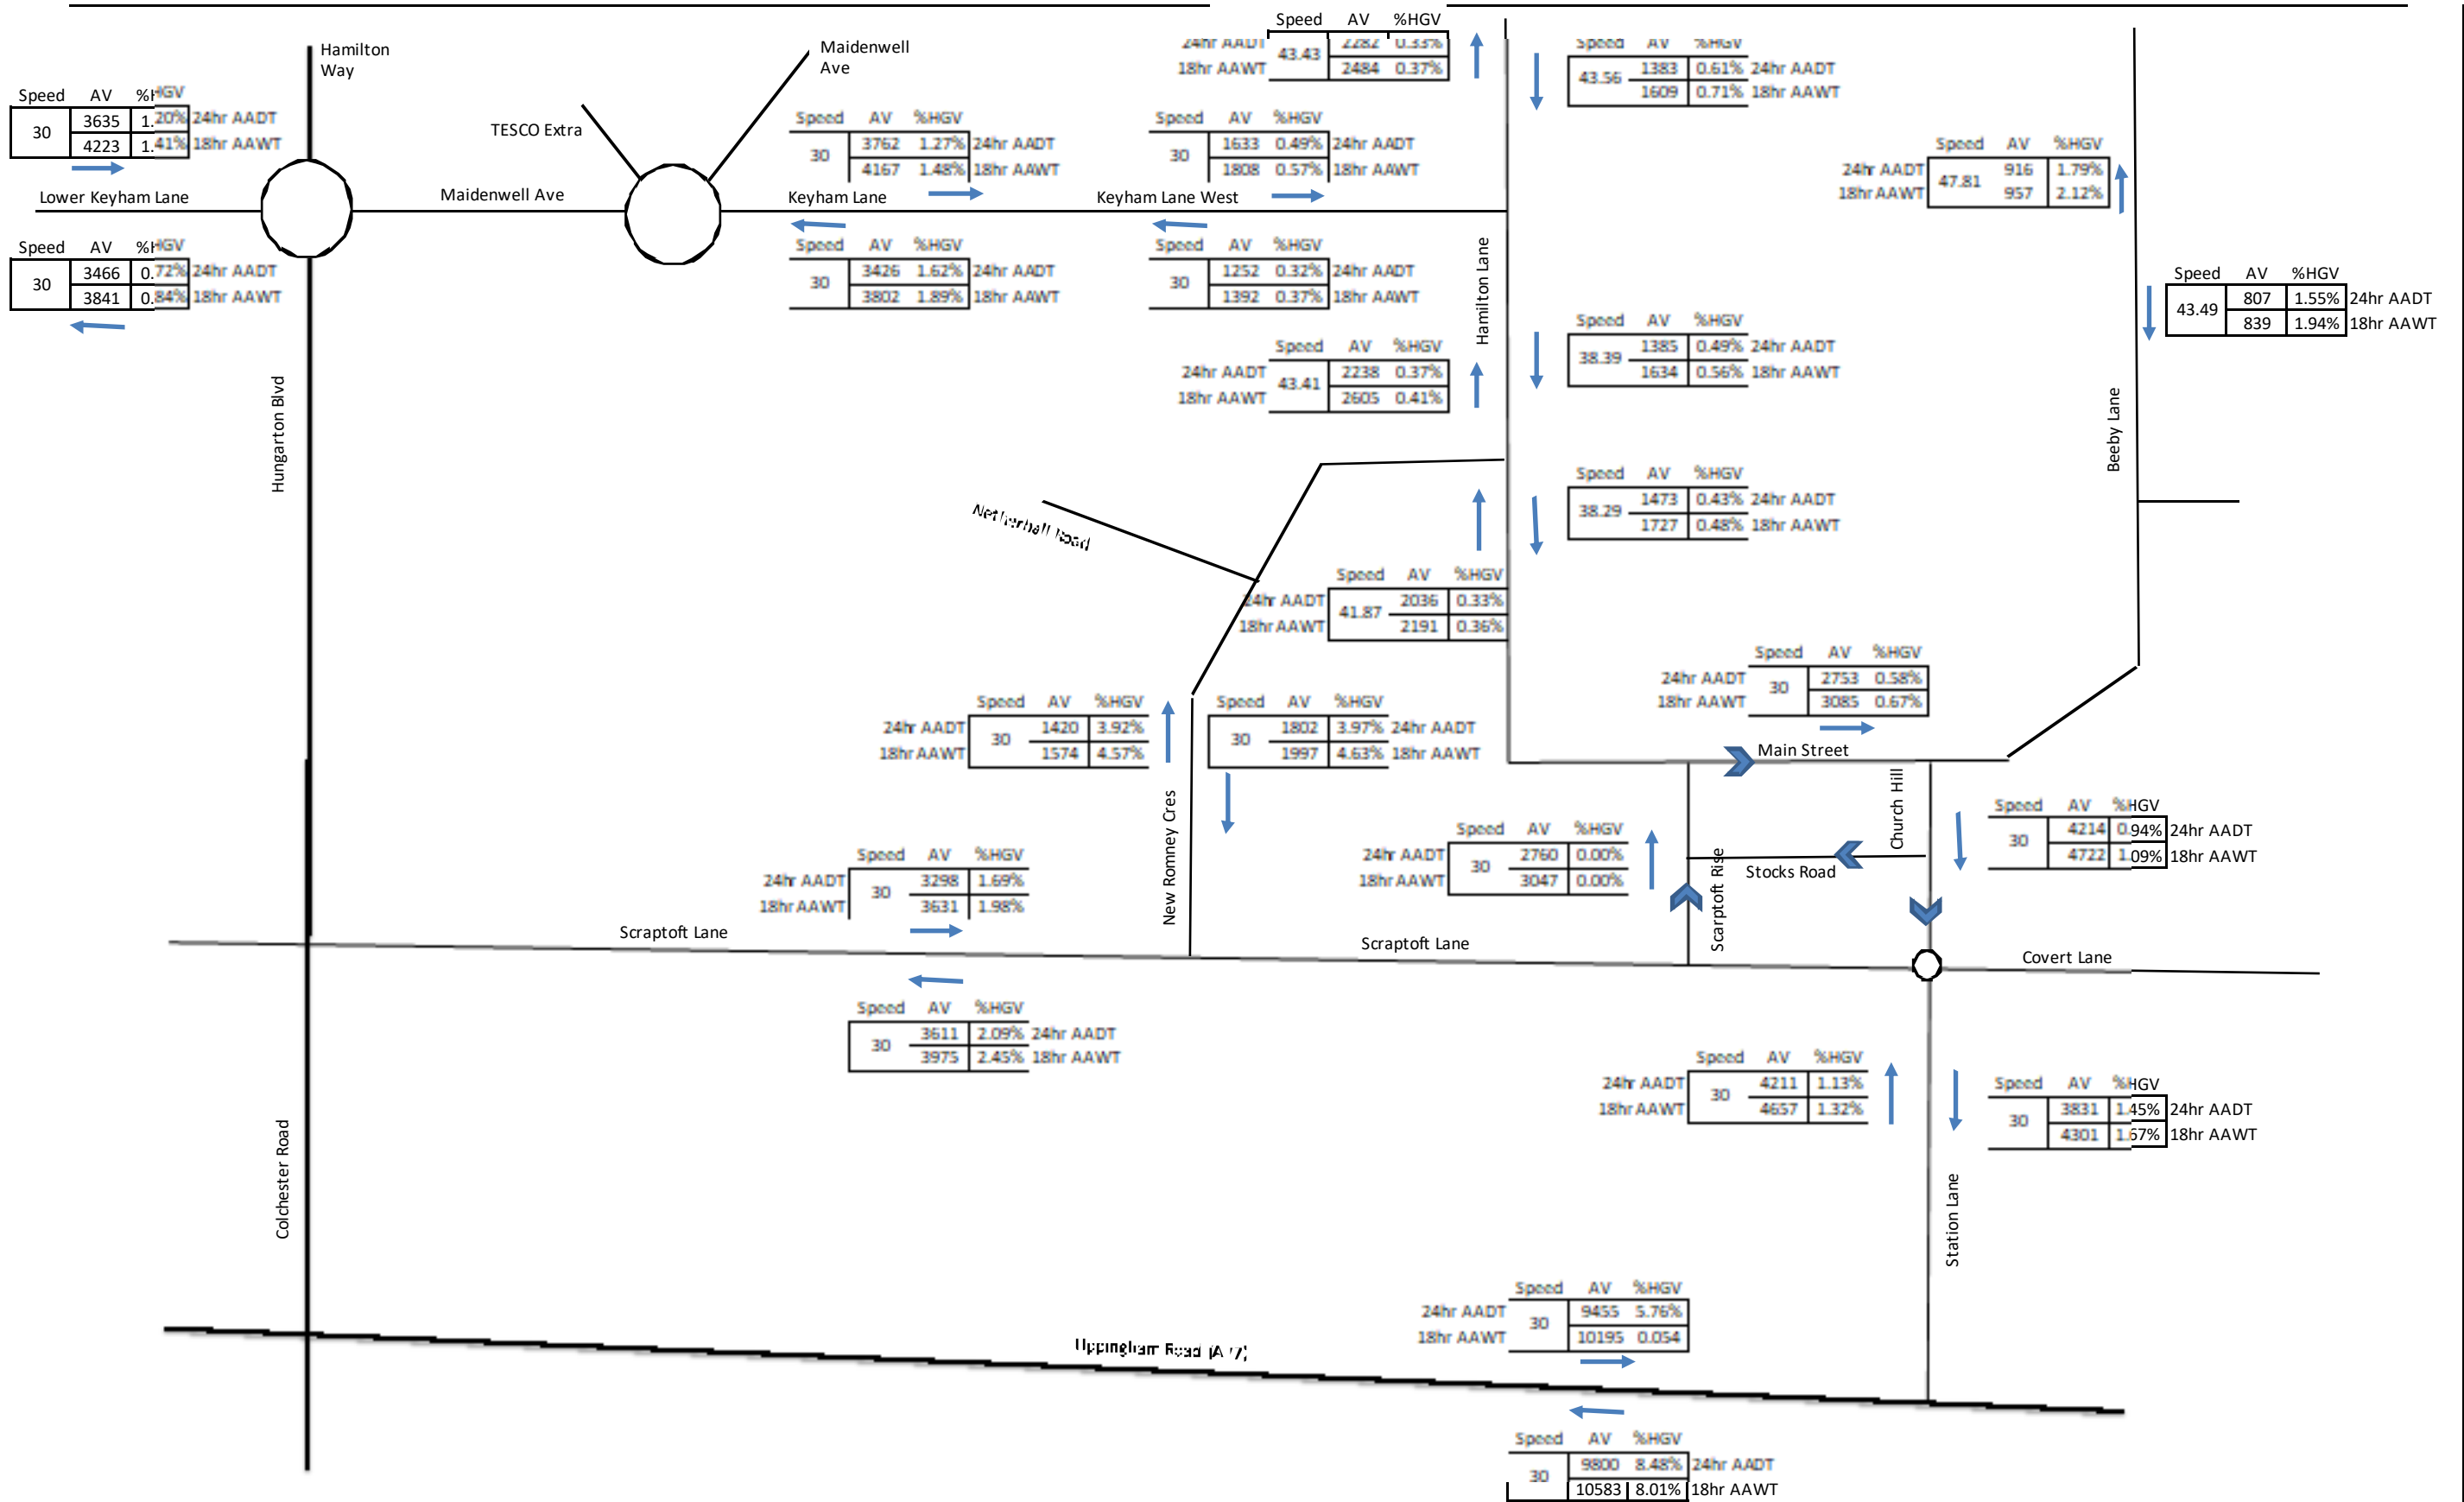 Speed AV %HGV
24hr AADT 43.43 2282 0.33%
18hr AAWT 2484 0.37%
Speed AV %HGV
43.56 1383 0.61% 24hr AADT
1609 0.71% 18hr AAWT
Hamilton
Way
Maidenwell
Ave
TESCO Extra
Speed AV %HGV
30 3635 1.20% 24hr AADT
4223 1.41% 18hr AAWT
Speed AV %HGV
30 3762 1.27% 24hr AADT
4167 1.48% 18hr AAWT
Speed AV %HGV
30 1633 0.49% 24hr AADT
1808 0.57% 18hr AAWT
Speed AV %HGV
24hr AADT 47.81 916 1.79%
18hr AAWT 957 2.12%
Lower Keyham Lane
Maidenwell Ave
Keyham Lane
Keyham Lane West
Speed AV %HGV
30 3466 0.72% 24hr AADT
3841 0.84% 18hr AAWT
Speed AV %HGV
30 3426 1.62% 24hr AADT
3802 1.89% 18hr AAWT
Speed AV %HGV
30 1252 0.32% 24hr AADT
1392 0.37% 18hr AAWT
Hamilton Lane
Speed AV %HGV
43.49 807 1.55% 24hr AADT
839 1.94% 18hr AAWT
Speed AV %HGV
38.39 1385 0.49% 24hr AADT
1634 0.56% 18hr AAWT
Speed AV %HGV
24hr AADT 43.41 2238 0.37%
18hr AAWT 2605 0.41%
Hungarton Blvd
Beeby Lane
Speed AV %HGV
38.29 1473 0.43% 24hr AADT
1727 0.48% 18hr AAWT
Netherhall Road
Speed AV %HGV
24hr AADT 41.87 2036 0.33%
18hr AAWT 2191 0.36%
Speed AV %HGV
24hr AADT 30 2753 0.58%
18hr AAWT 3085 0.67%
Speed AV %HGV
24hr AADT 30 1420 3.92%
18hr AAWT 1574 4.57%
Speed AV %HGV
30 1802 3.97% 24hr AADT
1997 4.63% 18hr AAWT
Main Street
Church Hill
New Romney Cres
Speed AV %HGV
30 4214 0.94% 24hr AADT
4722 1.09% 18hr AAWT
Speed AV %HGV
24hr AADT 30 2760 0.00%
18hr AAWT 3047 0.00%
Scarptoft Rise
Stocks Road
Speed AV %HGV
24hr AADT 30 3298 1.69%
18hr AAWT 3631 1.98%
Scraptoft Lane
Scraptoft Lane
Covert Lane
Speed AV %HGV
30 3611 2.09% 24hr AADT
3975 2.45% 18hr AAWT
Speed AV %HGV
24hr AADT 30 4211 1.13%
18hr AAWT 4657 1.32%
Speed AV %HGV
30 3831 1.45% 24hr AADT
4301 1.67% 18hr AAWT
Colchester Road
Station Lane
Speed AV %HGV
24hr AADT 30 9455 5.76%
18hr AAWT 10195 0.054
Uppingham Road (A47)
Speed AV %HGV
30 9800 8.48% 24hr AADT
10583 8.01% 18hr AAWT